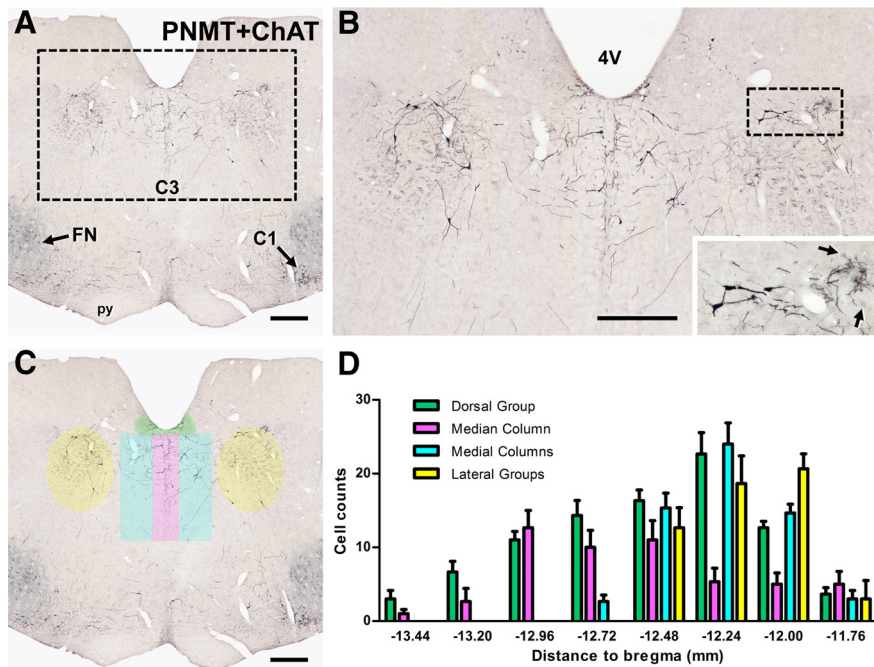 A
PNMT+ChAT
C3
FN
C1
py
B
4V
C
D
30
20
10
0
Cell counts
Dorsal Group
Median Column
Medial Columns
Lateral Groups
-13.44 -13.20 -12.96 -12.72 -12.48 -12.24 -12.00 -11.76
Distance to bregma (mm)